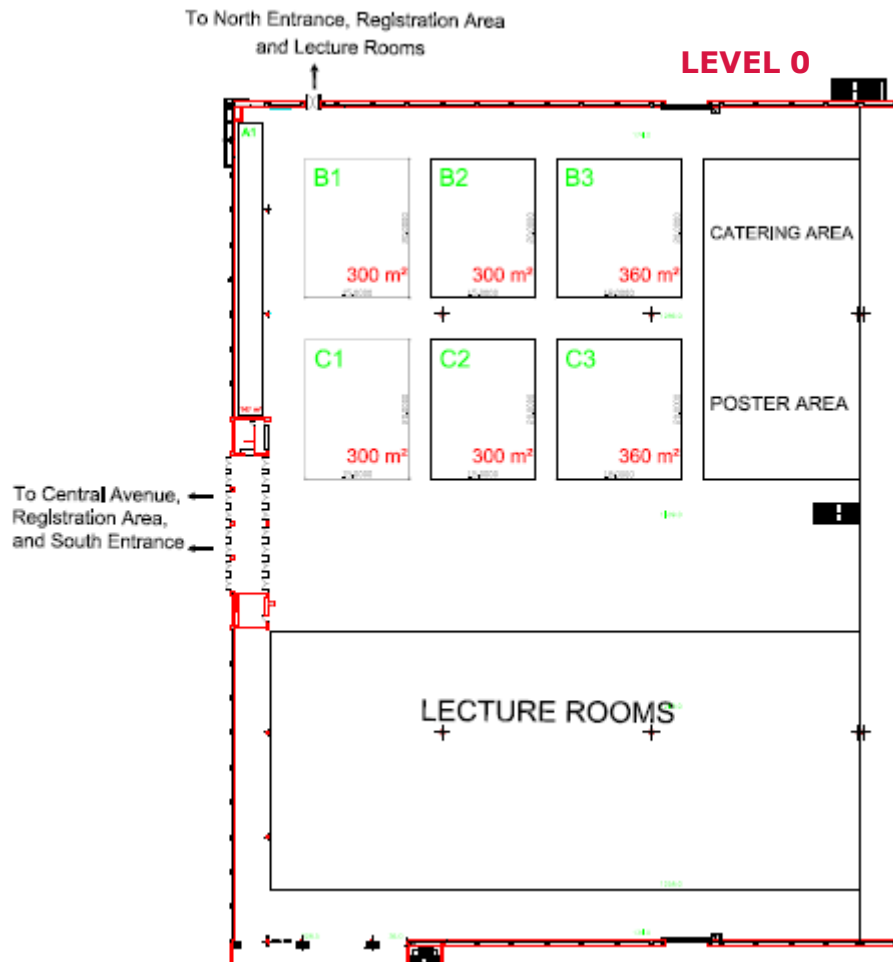 To North Entrance, Registration Area
and Lecture Rooms
LEVEL 0
A1
B1
B2
B3
300 m²
300 m²
360 m²
CATERING AREA
C1
C2
C3
300 m²
300 m²
360 m²
POSTER AREA
To Central Avenue,
Registration Area,
and South Entrance
LECTURE ROOMS